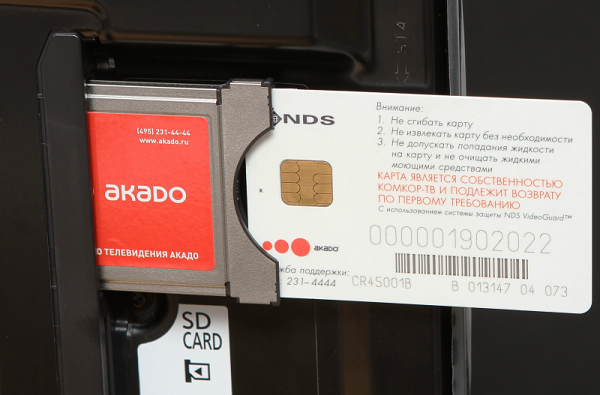 (495) 231-44-44
www.akado.ru
акадо
О ТЕЛЕВИДЕНИЯ АКАДО
NDS
Внимание:
1. Не сгибать карту
2. Не извлекать карту без необходимости
3. Не допускать попадания жидкости
на карту и не очищать жидкими
моющими средствами
КАРТА ЯВЛЯЕТСЯ СОБСТВЕННОСТЬЮ
КОМКОР-ТВ И ПОДЛЕЖИТ ВОЗВРАТУ
ПО ПЕРВОМУ ТРЕБОВАНИЮ
С использованием системы защиты NDS VideoGuard™
000001902022
акадо
жба поддержки:
231-4444
CR4S001B
B 013147 04 073
SD
CARD